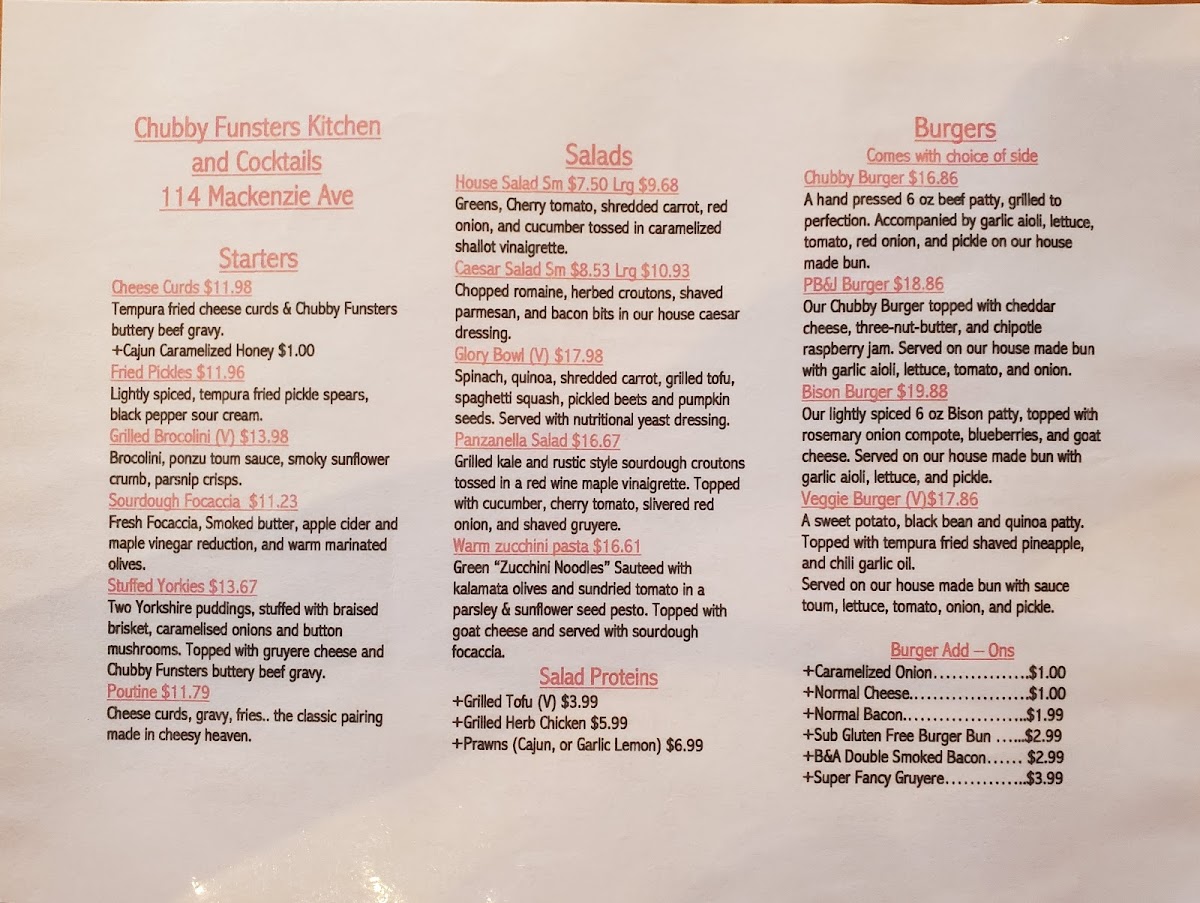 Chubby Funsters Kitchen
and Cocktails
114 Mackenzie Ave
Starters
Cheese Curds $11.98
Tempura fried cheese curds & Chubby Funsters
buttery beef gravy.
+Cajun Caramelized Honey $1.00
Fried Pickles $11.96
Lightly spiced, tempura fried pickle spears,
black pepper sour cream.
Grilled Brocolini (V) $13.98
Brocolini, ponzu toum sauce, smoky sunflower
crumb, parsnip crisps.
Sourdough Focaccia $11.23
Fresh Focaccia, Smoked butter, apple cider and
maple vinegar reduction, and warm marinated
olives.
Stuffed Yorkies $13.67
Two Yorkshire puddings, stuffed with braised
brisket, caramelised onions and button
mushrooms. Topped with gruyere cheese and
Chubby Funsters buttery beef gravy.
Poutine $11.79
Cheese curds, gravy, fries.. the classic pairing
made in cheesy heaven.
Salads
House Salad Sm $7.50 Lrg $9.68
Greens, Cherry tomato, shredded carrot, red
onion, and cucumber tossed in caramelized
shallot vinaigrette.
Caesar Salad Sm $8.53 Lrg $10.93
Chopped romaine, herbed croutons, shaved
parmesan, and bacon bits in our house caesar
dressing.
Glory Bowl (V) $17.98
Spinach, quinoa, shredded carrot, grilled tofu,
spaghetti squash, pickled beets and pumpkin
seeds. Served with nutritional yeast dressing.
Panzanella Salad $16.67
Grilled kale and rustic style sourdough croutons
tossed in a red wine maple vinaigrette. Topped
with cucumber, cherry tomato, slivered red
onion, and shaved gruyere.
Warm zucchini pasta $16.61
Green “Zucchini Noodles” Sauteed with
kalamata olives and sundried tomato in a
parsley & sunflower seed pesto. Topped with
goat cheese and served with sourdough
focaccia.
Salad Proteins
+Grilled Tofu (V) $3.99
+Grilled Herb Chicken $5.99
+Prawns (Cajun, or Garlic Lemon) $6.99
Burgers
Comes with choice of side
Chubby Burger $16.86
A hand pressed 6 oz beef patty, grilled to
perfection. Accompanied by garlic aioli, lettuce,
tomato, red onion, and pickle on our house
made bun.
PB&J Burger $18.86
Our Chubby Burger topped with cheddar
cheese, three-nut-butter, and chipotle
raspberry jam. Served on our house made bun
with garlic aioli, lettuce, tomato, and onion.
Bison Burger $19.88
Our lightly spiced 6 oz Bison patty, topped with
rosemary onion compote, blueberries, and goat
cheese. Served on our house made bun with
garlic aioli, lettuce, and pickle.
Veggie Burger (V)$17.86
A sweet potato, black bean and quinoa patty.
Topped with tempura fried shaved pineapple,
and chili garlic oil.
Served on our house made bun with sauce
toum, lettuce, tomato, onion, and pickle.
Burger Add – Ons
+Caramelized Onion................$1.00
+Normal Cheese....................$1.00
+Normal Bacon.....................$1.99
+Sub Gluten Free Burger Bun ......$2.99
+B&A Double Smoked Bacon...... $2.99
+Super Fancy Gruyere..............$3.99